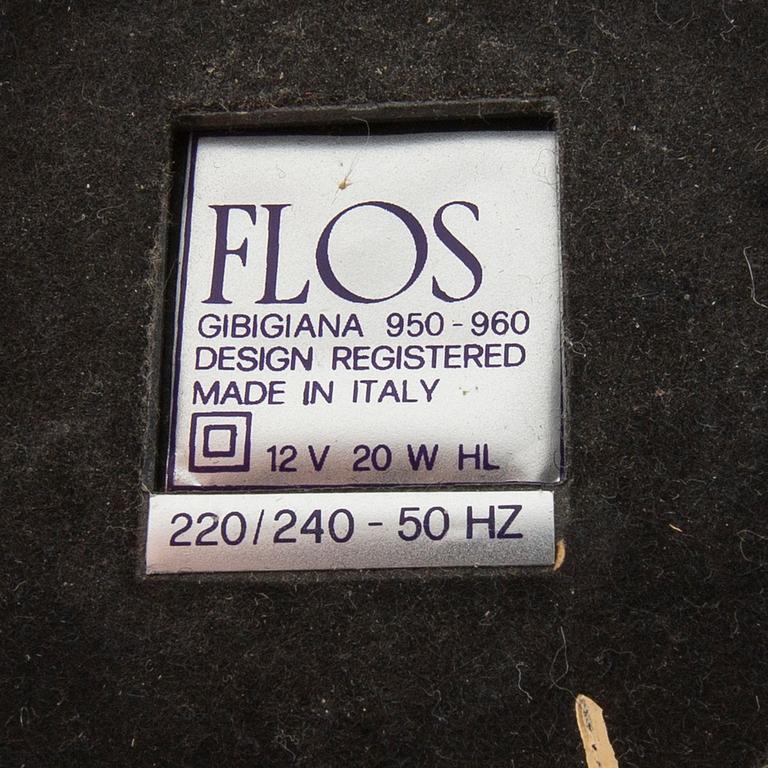 FLOS
GIBIGIANA 950 - 960
DESIGN REGISTERED
MADE IN ITALY
12 V 20 W HL
220/240 - 50 HZ